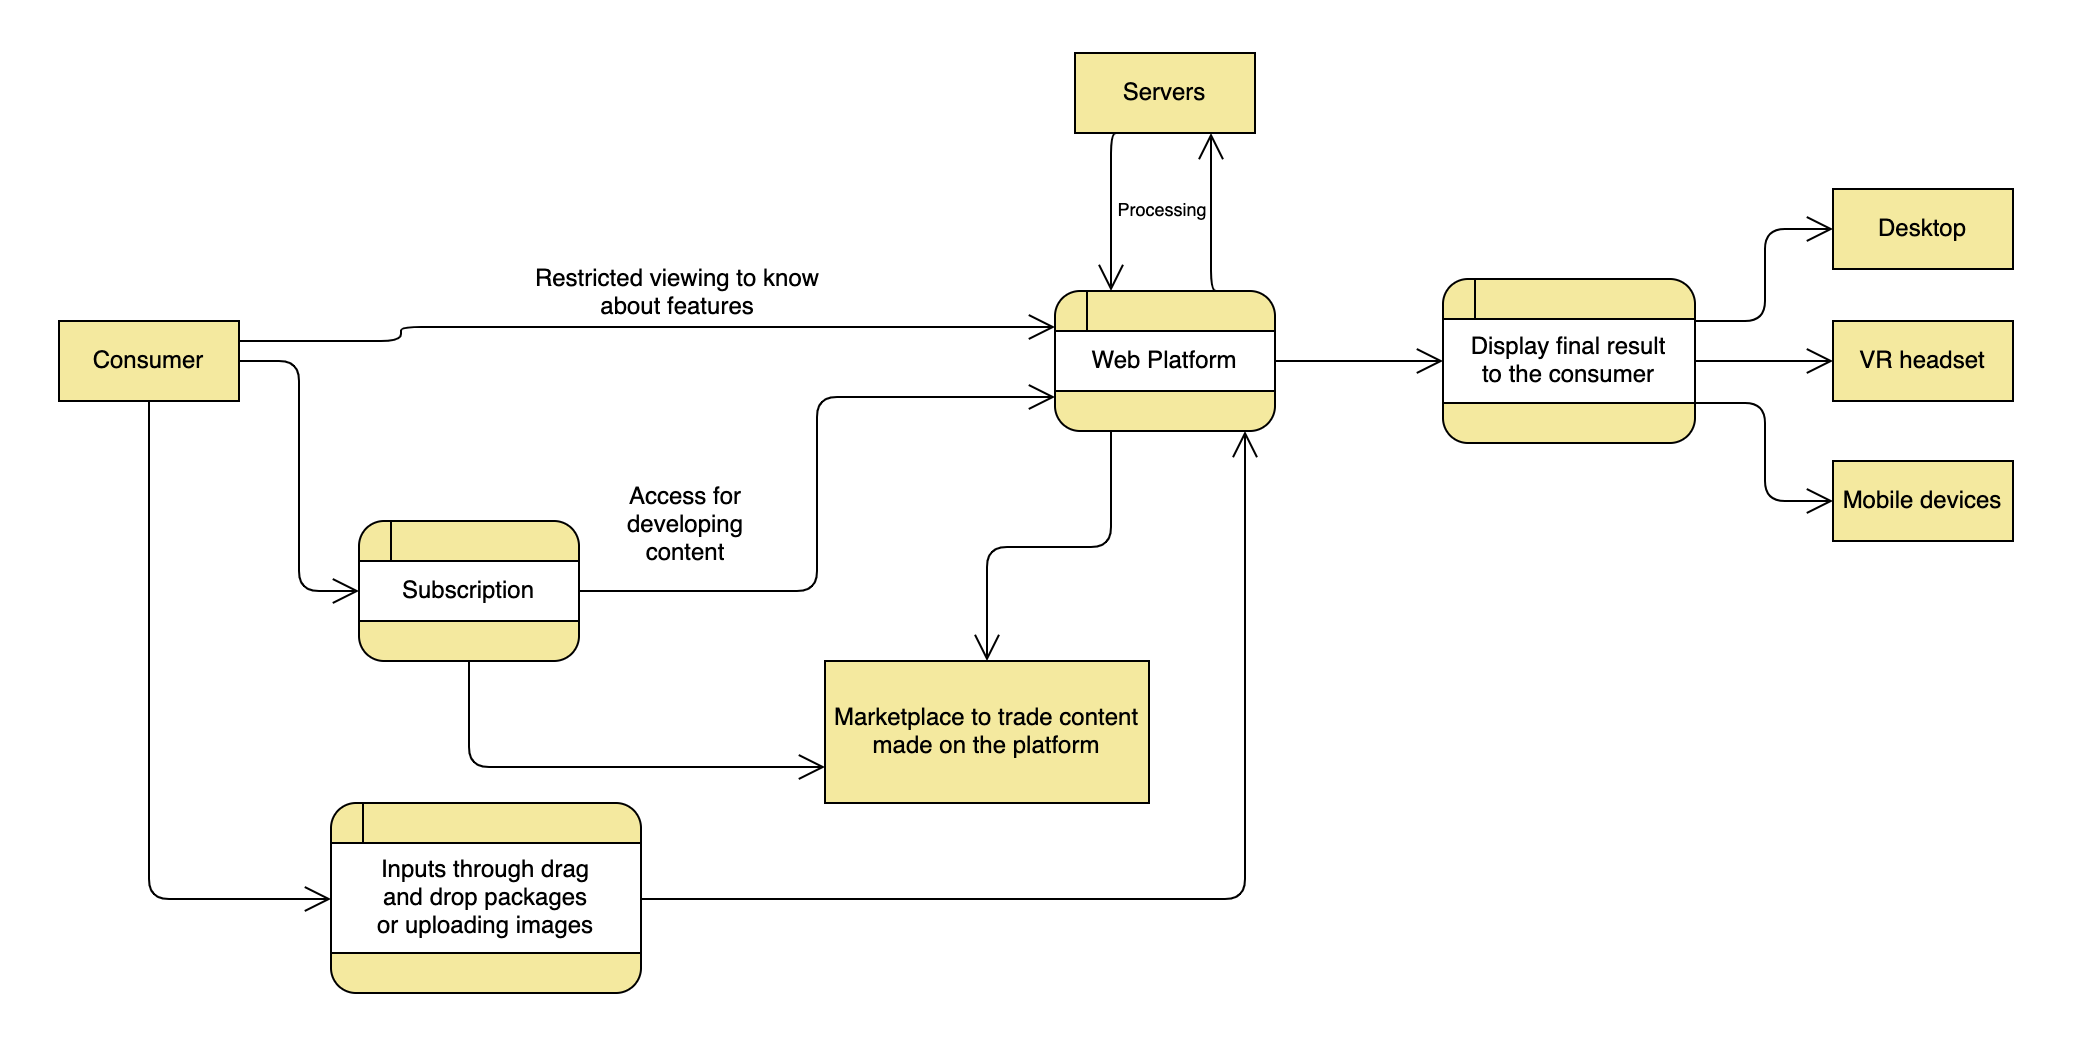 Servers
Processing
Desktop
Restricted viewing to know
about features
Consumer
Web Platform
Display final result
to the consumer
VR headset
Mobile devices
Access for
developing
content
Subscription
Marketplace to trade content
made on the platform
Inputs through drag
and drop packages
or uploading images